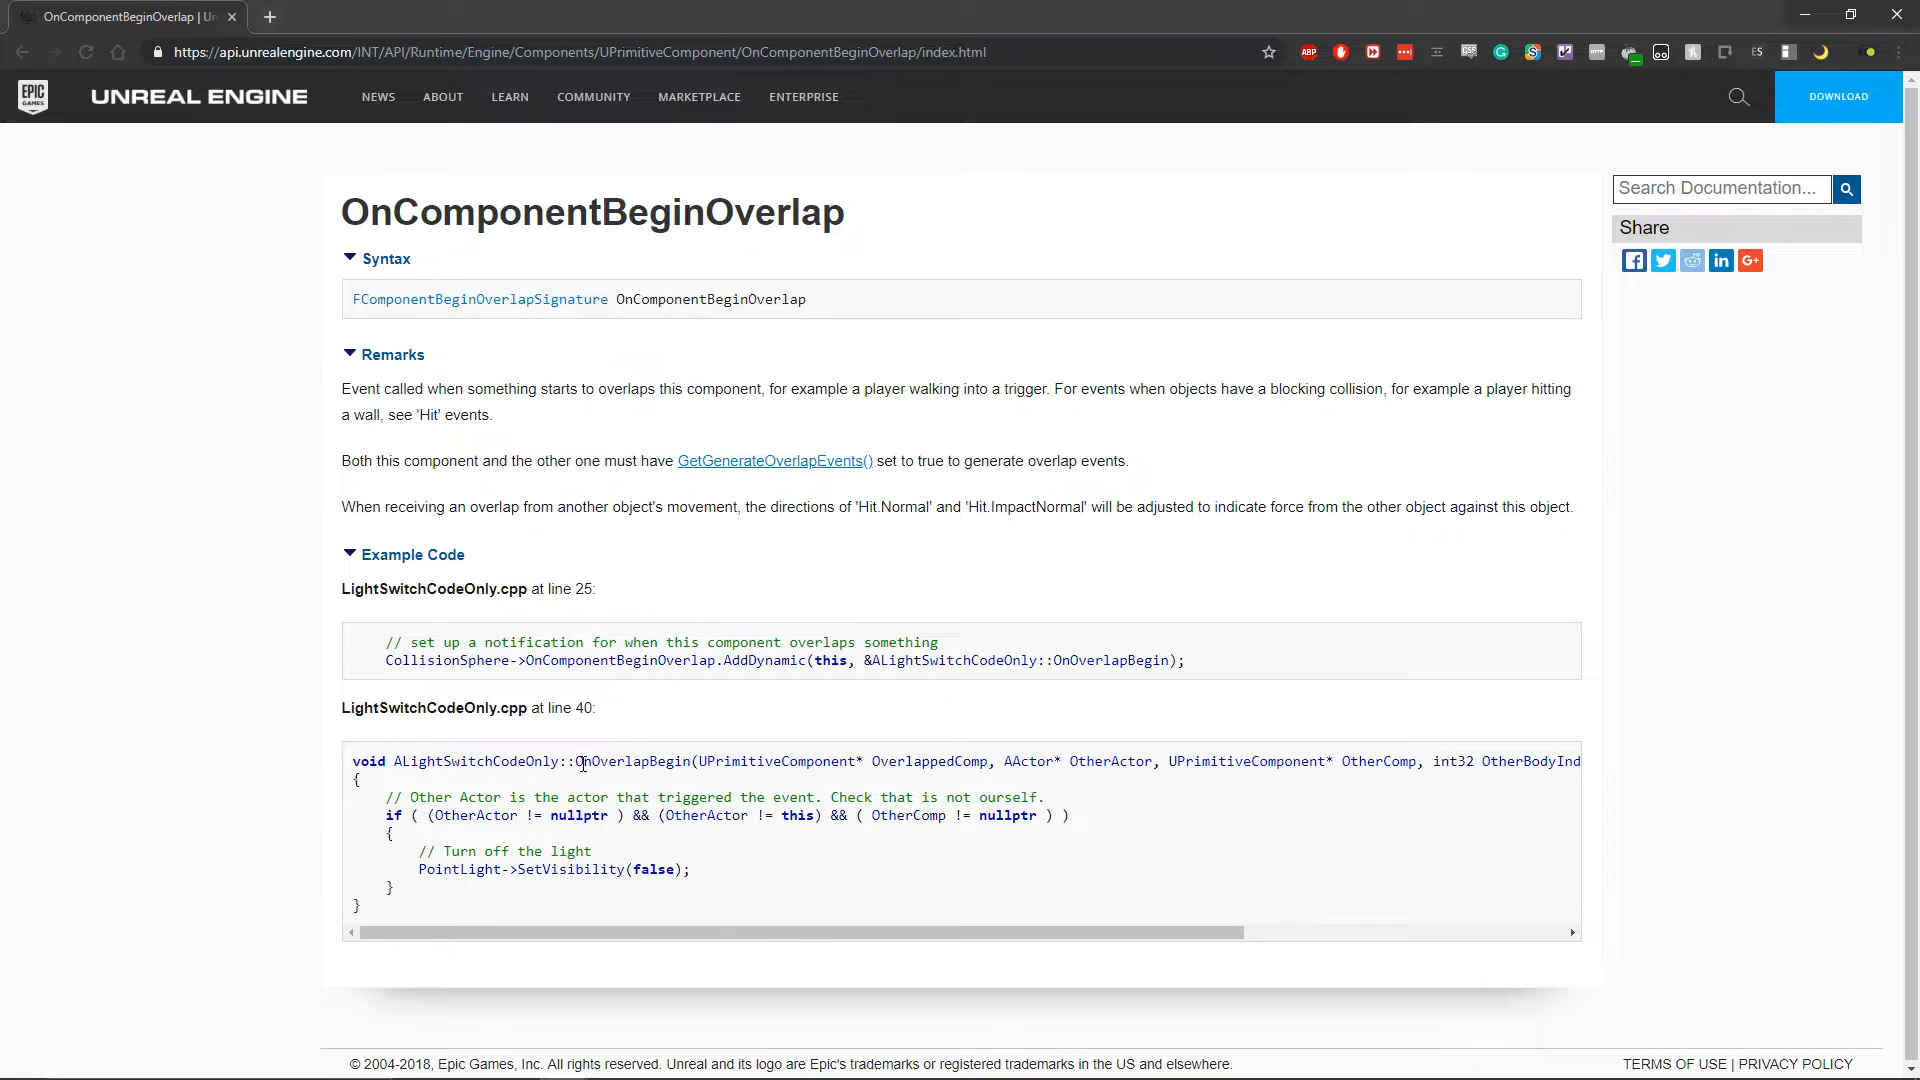 OnComponentBeginOverlap | Un
https://api.unrealengine.com/INT/API/Runtime/Engine/Components/UPrimitiveComponent/OnComponentBeginOverlap/index.html
EPIC GAMES
UNREAL ENGINE
NEWS ABOUT LEARN COMMUNITY MARKETPLACE ENTERPRISE
DOWNLOAD
Search Documentation...
Share
OnComponentBeginOverlap
Syntax
FComponentBeginOverlapSignature OnComponentBeginOverlap
Remarks
Event called when something starts to overlaps this component, for example a player walking into a trigger. For events when objects have a blocking collision, for example a player hitting
a wall, see 'Hit' events.
Both this component and the other one must have GetGenerateOverlapEvents() set to true to generate overlap events.
When receiving an overlap from another object's movement, the directions of 'Hit.Normal' and 'Hit.ImpactNormal' will be adjusted to indicate force from the other object against this object.
Example Code
LightSwitchCodeOnly.cpp at line 25:
// set up a notification for when this component overlaps something
CollisionSphere->OnComponentBeginOverlap.AddDynamic(this, &ALightSwitchCodeOnly::OnOverlapBegin);
LightSwitchCodeOnly.cpp at line 40:
void ALightSwitchCodeOnly::OnOverlapBegin(UPrimitiveComponent* OverlappedComp, AActor* OtherActor, UPrimitiveComponent* OtherComp, int32 OtherBodyInd
{
// Other Actor is the actor that triggered the event. Check that is not ourself.
if ( (OtherActor != nullptr ) && (OtherActor != this) && ( OtherComp != nullptr ) )
{
// Turn off the light
PointLight->SetVisibility(false);
}
}
© 2004-2018, Epic Games, Inc. All rights reserved. Unreal and its logo are Epic's trademarks or registered trademarks in the US and elsewhere.
TERMS OF USE | PRIVACY POLICY